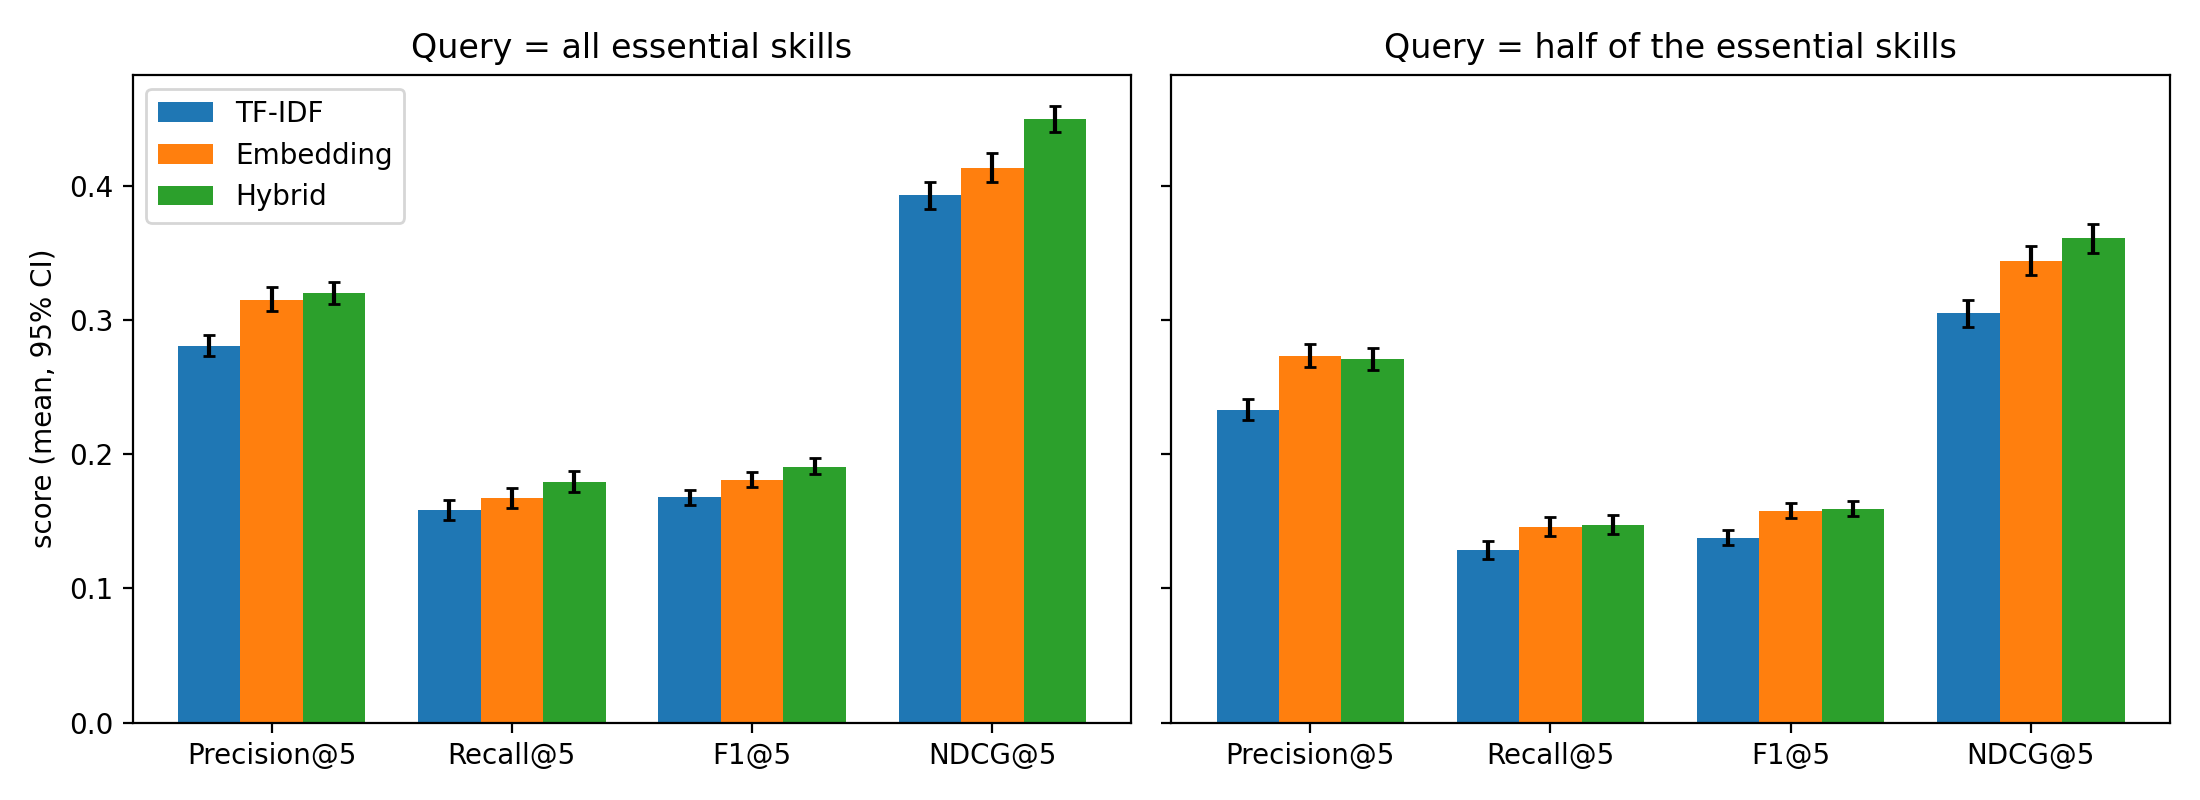 Query = all essential skills
Query = half of the essential skills
TF-IDF
Embedding
Hybrid
score (mean, 95% CI)
0.4
0.3
0.2
0.1
0.0
Precision@5
Recall@5
F1@5
NDCG@5
Precision@5
Recall@5
F1@5
NDCG@5